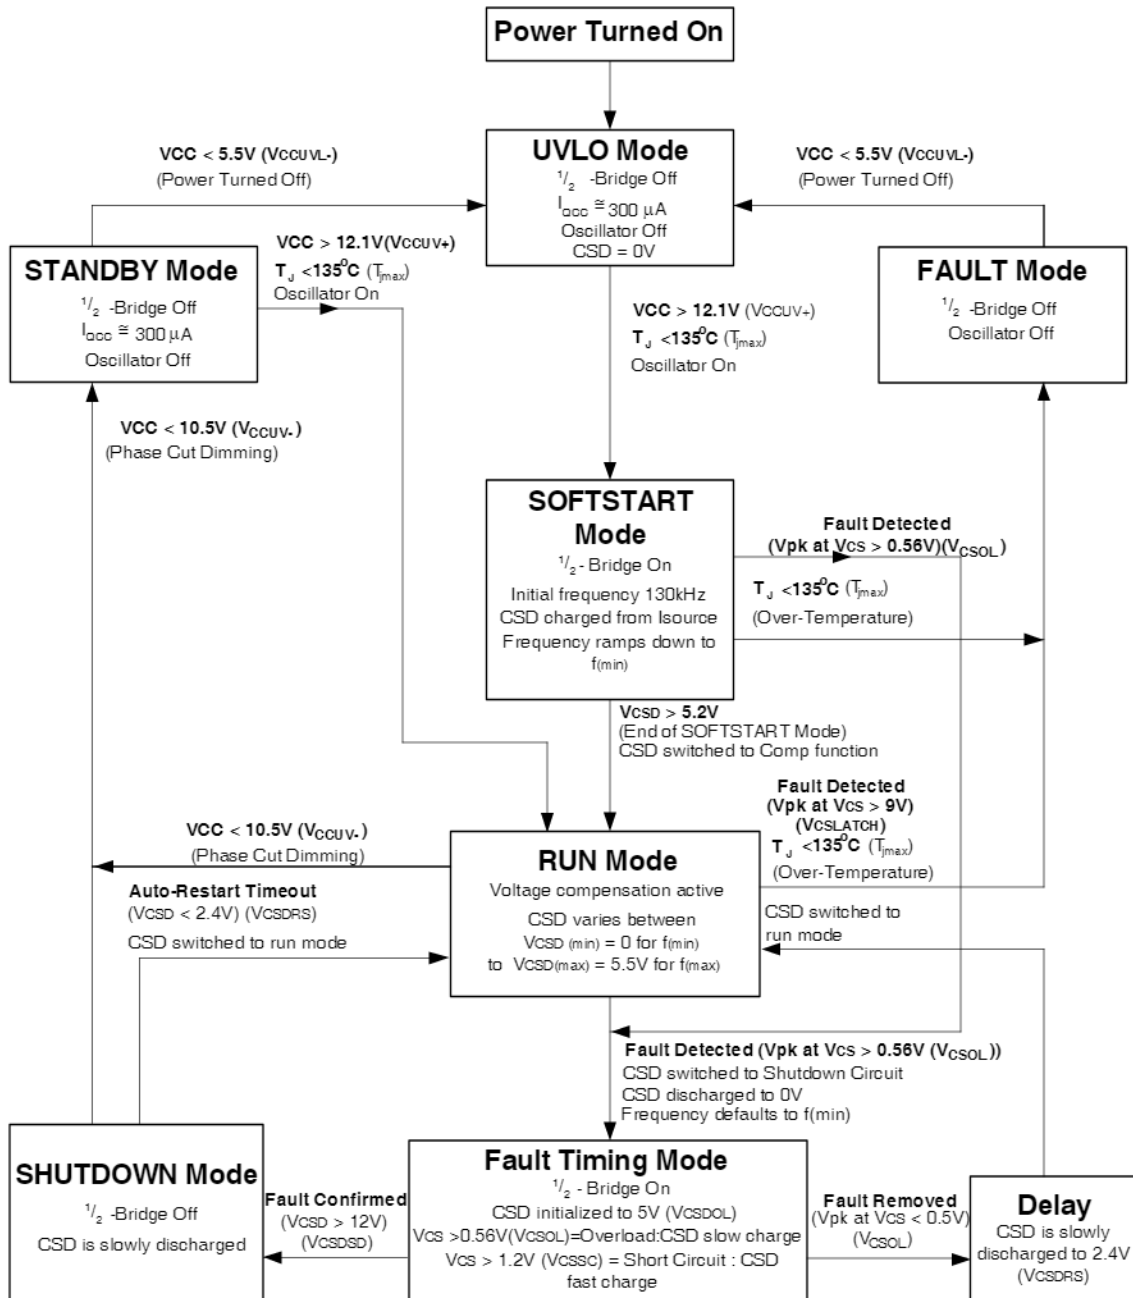 Power Turned On
UVLO Mode
1/2 -Bridge Off
IQCC ≅ 300 μA
Oscillator Off
CSD = 0V
VCC < 5.5V (VCCUVL-)
(Power Turned Off)
VCC < 5.5V (VCCUVL-)
(Power Turned Off)
STANDBY Mode
1/2 -Bridge Off
IQCC ≅ 300 μA
Oscillator Off
VCC > 12.1V(VCCUV+)
TJ <135°C (Tjmax)
Oscillator On
FAULT Mode
1/2 -Bridge Off
Oscillator Off
VCC > 12.1V (VCCUV+)
TJ <135°C (Tjmax)
Oscillator On
VCC < 10.5V (VCCUV-)
(Phase Cut Dimming)
SOFTSTART
Mode
1/2 - Bridge On
Initial frequency 130kHz
CSD charged from Isource
Frequency ramps down to
f(min)
Fault Detected
(Vpk at VCS > 0.56V)(VCSOL)
TJ <135°C (Tjmax)
(Over-Temperature)
VCSD > 5.2V
(End of SOFTSTART Mode)
CSD switched to Comp function
Fault Detected
(Vpk at VCS > 9V)
(VCSLATCH)
TJ <135°C (Tjmax)
(Over-Temperature)
VCC < 10.5V (VCCUV-)
(Phase Cut Dimming)
RUN Mode
Voltage compensation active
CSD varies between
VCSD (min) = 0 for f(min)
to VCSD(max) = 5.5V for f(max)
Auto-Restart Timeout
(VCSD < 2.4V) (VCSDRS)
CSD switched to run mode
CSD switched to
run mode
Fault Detected (Vpk at VCS > 0.56V (VCSOL))
CSD switched to Shutdown Circuit
CSD discharged to 0V
Frequency defaults to f(min)
SHUTDOWN Mode
1/2 -Bridge Off
CSD is slowly discharged
Fault Confirmed
(VCSD > 12V)
(VCSDSD)
Fault Timing Mode
1/2 - Bridge On
CSD initialized to 5V (VCSDOL)
VCS >0.56V(VCSOL)=Overload:CSD slow charge
VCS > 1.2V (VCSSC) = Short Circuit : CSD
fast charge
Fault Removed
(Vpk at VCS < 0.5V)
(VCSOL)
Delay
CSD is slowly
discharged to 2.4V
(VCSDRS)